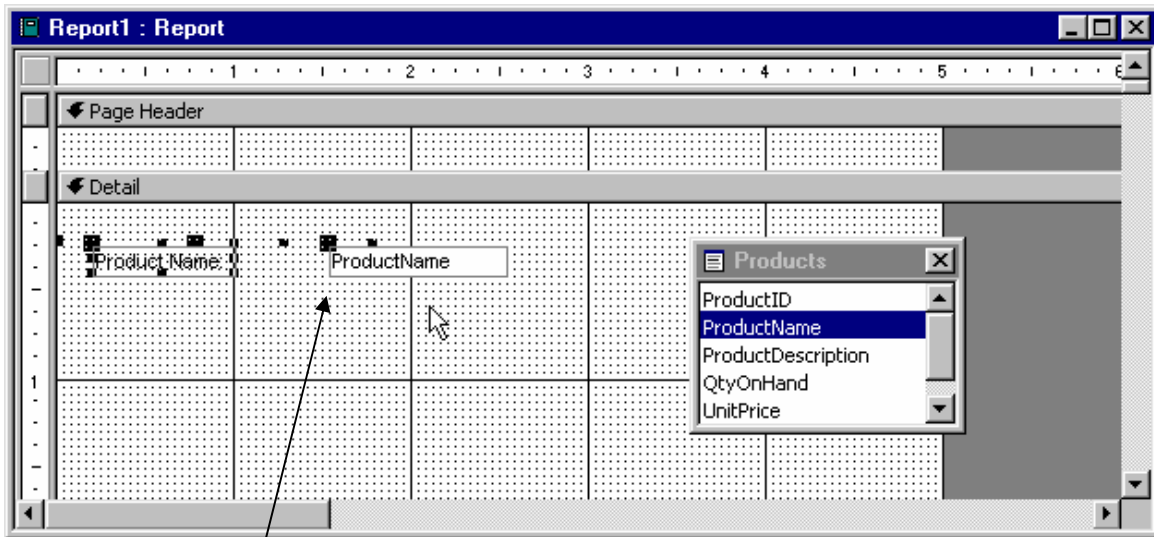 Report1 : Report
1 2 3 4 5 6
Page Header
Detail
Product Name:
ProductName
Products
ProductID
ProductName
ProductDescription
QtyOnHand
UnitPrice
1